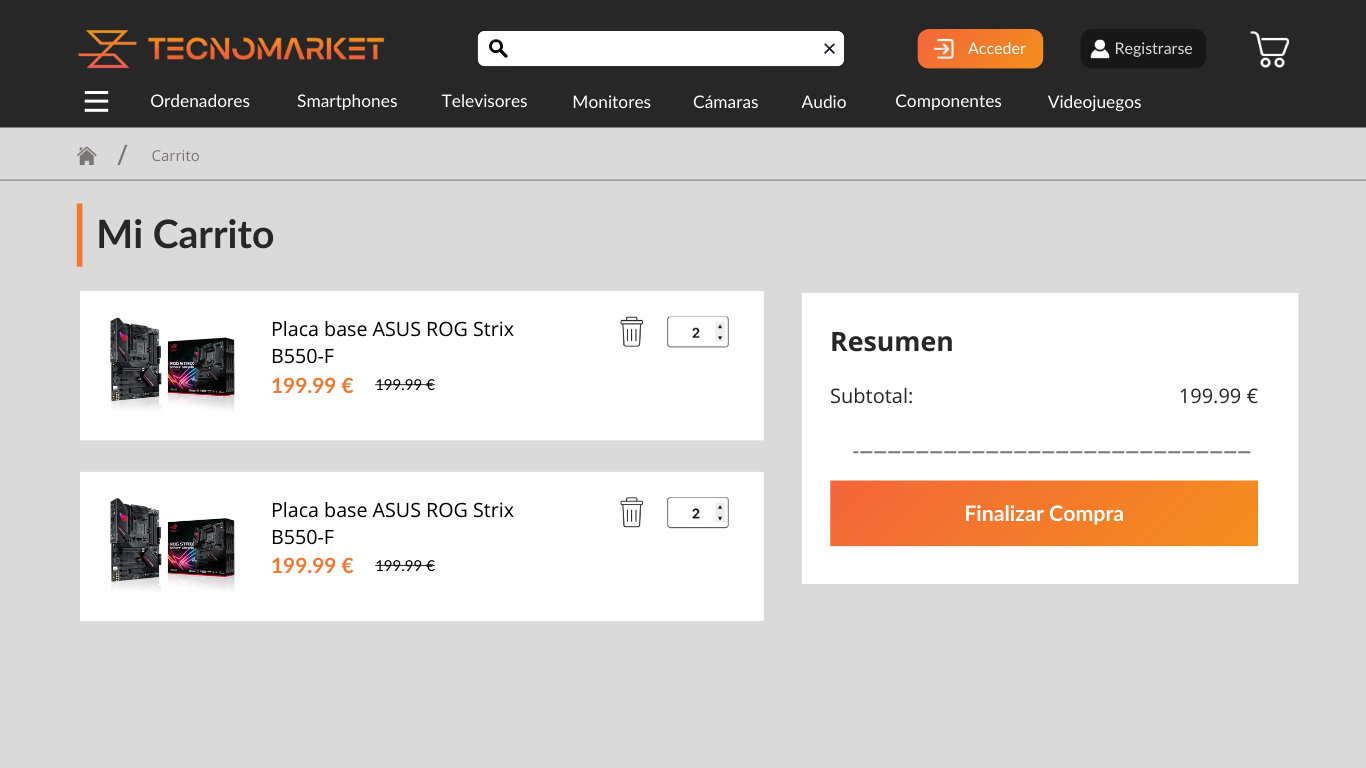 TECNOMARKET
Acceder
Registrarse
Ordenadores Smartphones Televisores Monitores Cámaras Audio Componentes Videojuegos
/ Carrito
Mi Carrito
Placa base ASUS ROG Strix
B550-F
199.99 € 199.99 €
2
Placa base ASUS ROG Strix
B550-F
199.99 € 199.99 €
2
Resumen
Subtotal: 199.99 €
Finalizar Compra